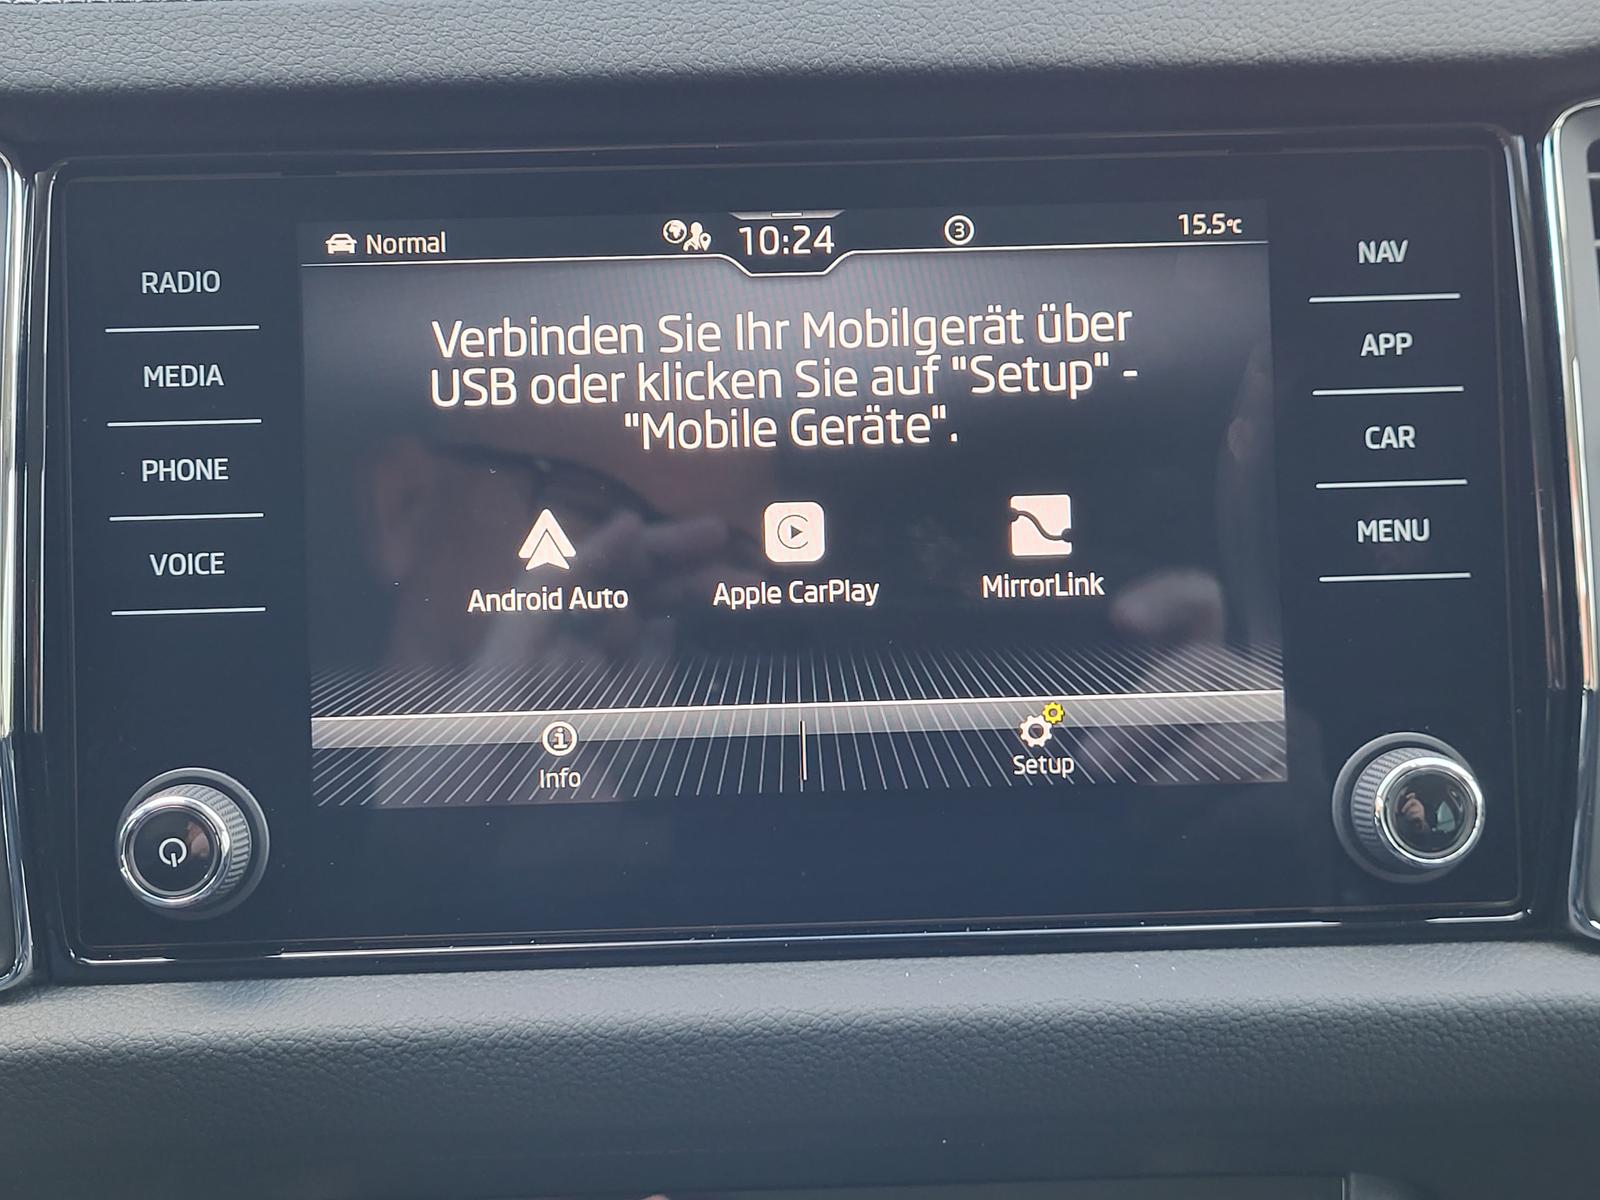 Normal
10:24
3
15.5°C
RADIO
MEDIA
PHONE
VOICE
Verbinden Sie Ihr Mobilgerät über
USB oder klicken Sie auf "Setup" -
"Mobile Geräte".
Android Auto
Apple CarPlay
MirrorLink
Info
Setup
NAV
APP
CAR
MENU